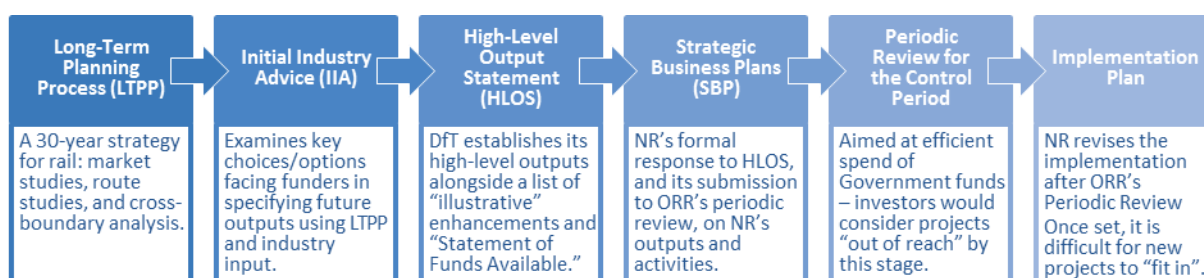 Long-Term
Planning
Process (LTPP)
A 30-year strategy
for rail: market
studies, route
studies, and cross-
boundary analysis.
Initial Industry
Advice (IIA)
Examines key
choices/options
facing funders in
specifying future
outputs using LTPP
and industry
input.
High-Level
Output
Statement
(HLOS)
DfT establishes its
high-level outputs
alongside a list of
“illustrative”
enhancements and
“Statement of
Funds Available.”
Strategic
Business Plans
(SBP)
NR’s formal
response to HLOS,
and its submission
to ORR’s periodic
review, on NR’s
outputs and
activities.
Periodic
Review for
the Control
Period
Aimed at efficient
spend of
Government funds
– investors would
consider projects
“out of reach” by
this stage.
Implementation
Plan
NR revises the
implementation
after ORR’s
Periodic Review
Once set, it is
difficult for new
projects to “fit in”